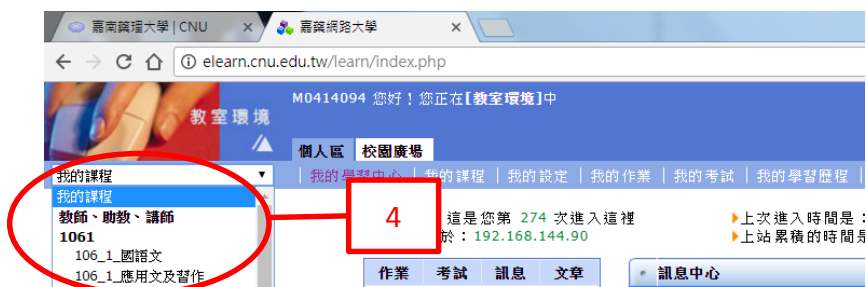 嘉南藥理大學 | CNU
嘉藥網路大學
elearn.cnu.edu.tw/learn/index.php
M0414094 您好！您正在[教室環境]中
教室環境
個人區 校園廣場
我的課程
我的學習中心 | 我的課程 | 我的設定 | 我的作業 | 我的考試 | 我的學習歷程 |
我的課程
教師、助教、講師
1061
106_1_國語文
106_1_應用文及習作
4
這是您第 274 次進入這裡
於：192.168.144.90
上次進入時間是：
上站累積的時間是
作業 考試 訊息 文章
訊息中心